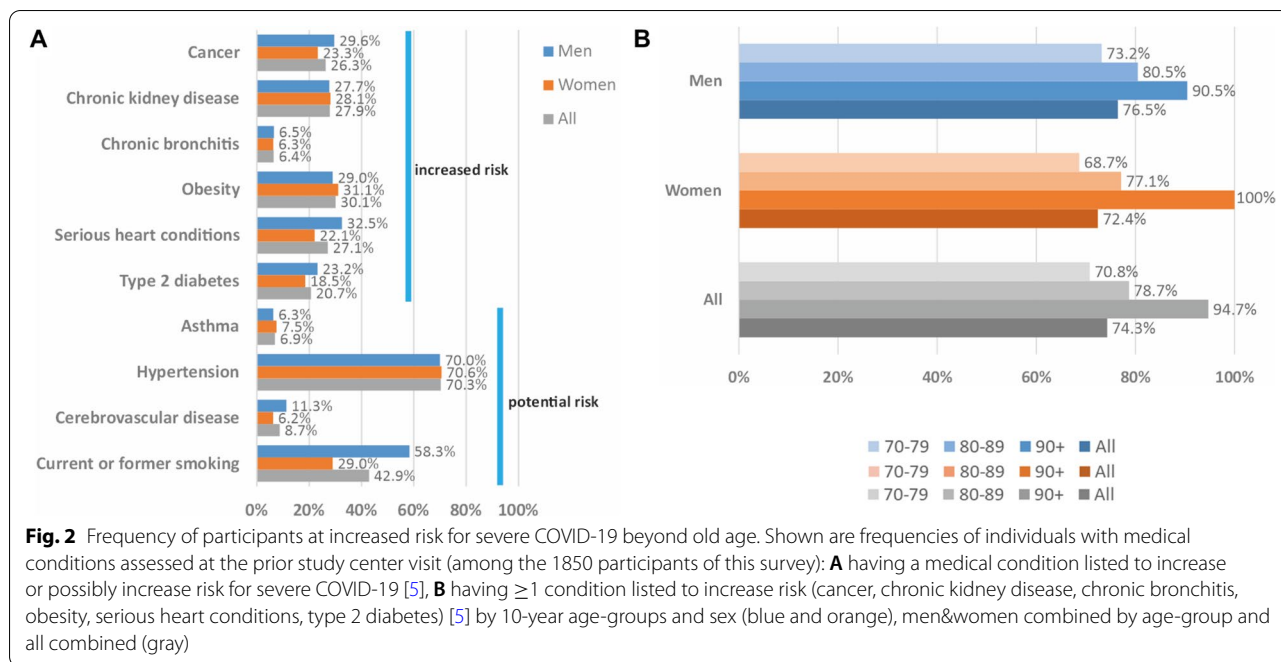 A
Men
Women
All
Cancer 29.6% 23.3% 26.3%
Chronic kidney disease 27.7% 28.1% 27.9%
Chronic bronchitis 6.5% 6.3% 6.4%
Obesity 29.0% 31.1% 30.1%
Serious heart conditions 32.5% 22.1% 27.1%
Type 2 diabetes 23.2% 18.5% 20.7%
increased risk
Asthma 6.3% 7.5% 6.9%
Hypertension 70.0% 70.6% 70.3%
Cerebrovascular disease 11.3% 6.2% 8.7%
Current or former smoking 58.3% 29.0% 42.9%
potential risk
0% 20% 40% 60% 80% 100%
B
Men 73.2% 80.5% 90.5% 76.5%
Women 68.7% 77.1% 100% 72.4%
All 70.8% 78.7% 94.7% 74.3%
0% 20% 40% 60% 80% 100%
70-79 80-89 90+ All
70-79 80-89 90+ All
70-79 80-89 90+ All
Fig. 2 Frequency of participants at increased risk for severe COVID-19 beyond old age. Shown are frequencies of individuals with medical
conditions assessed at the prior study center visit (among the 1850 participants of this survey): A having a medical condition listed to increase
or possibly increase risk for severe COVID-19 [5], B having ≥1 condition listed to increase risk (cancer, chronic kidney disease, chronic bronchitis,
obesity, serious heart conditions, type 2 diabetes) [5] by 10-year age-groups and sex (blue and orange), men&women combined by age-group and
all combined (gray)